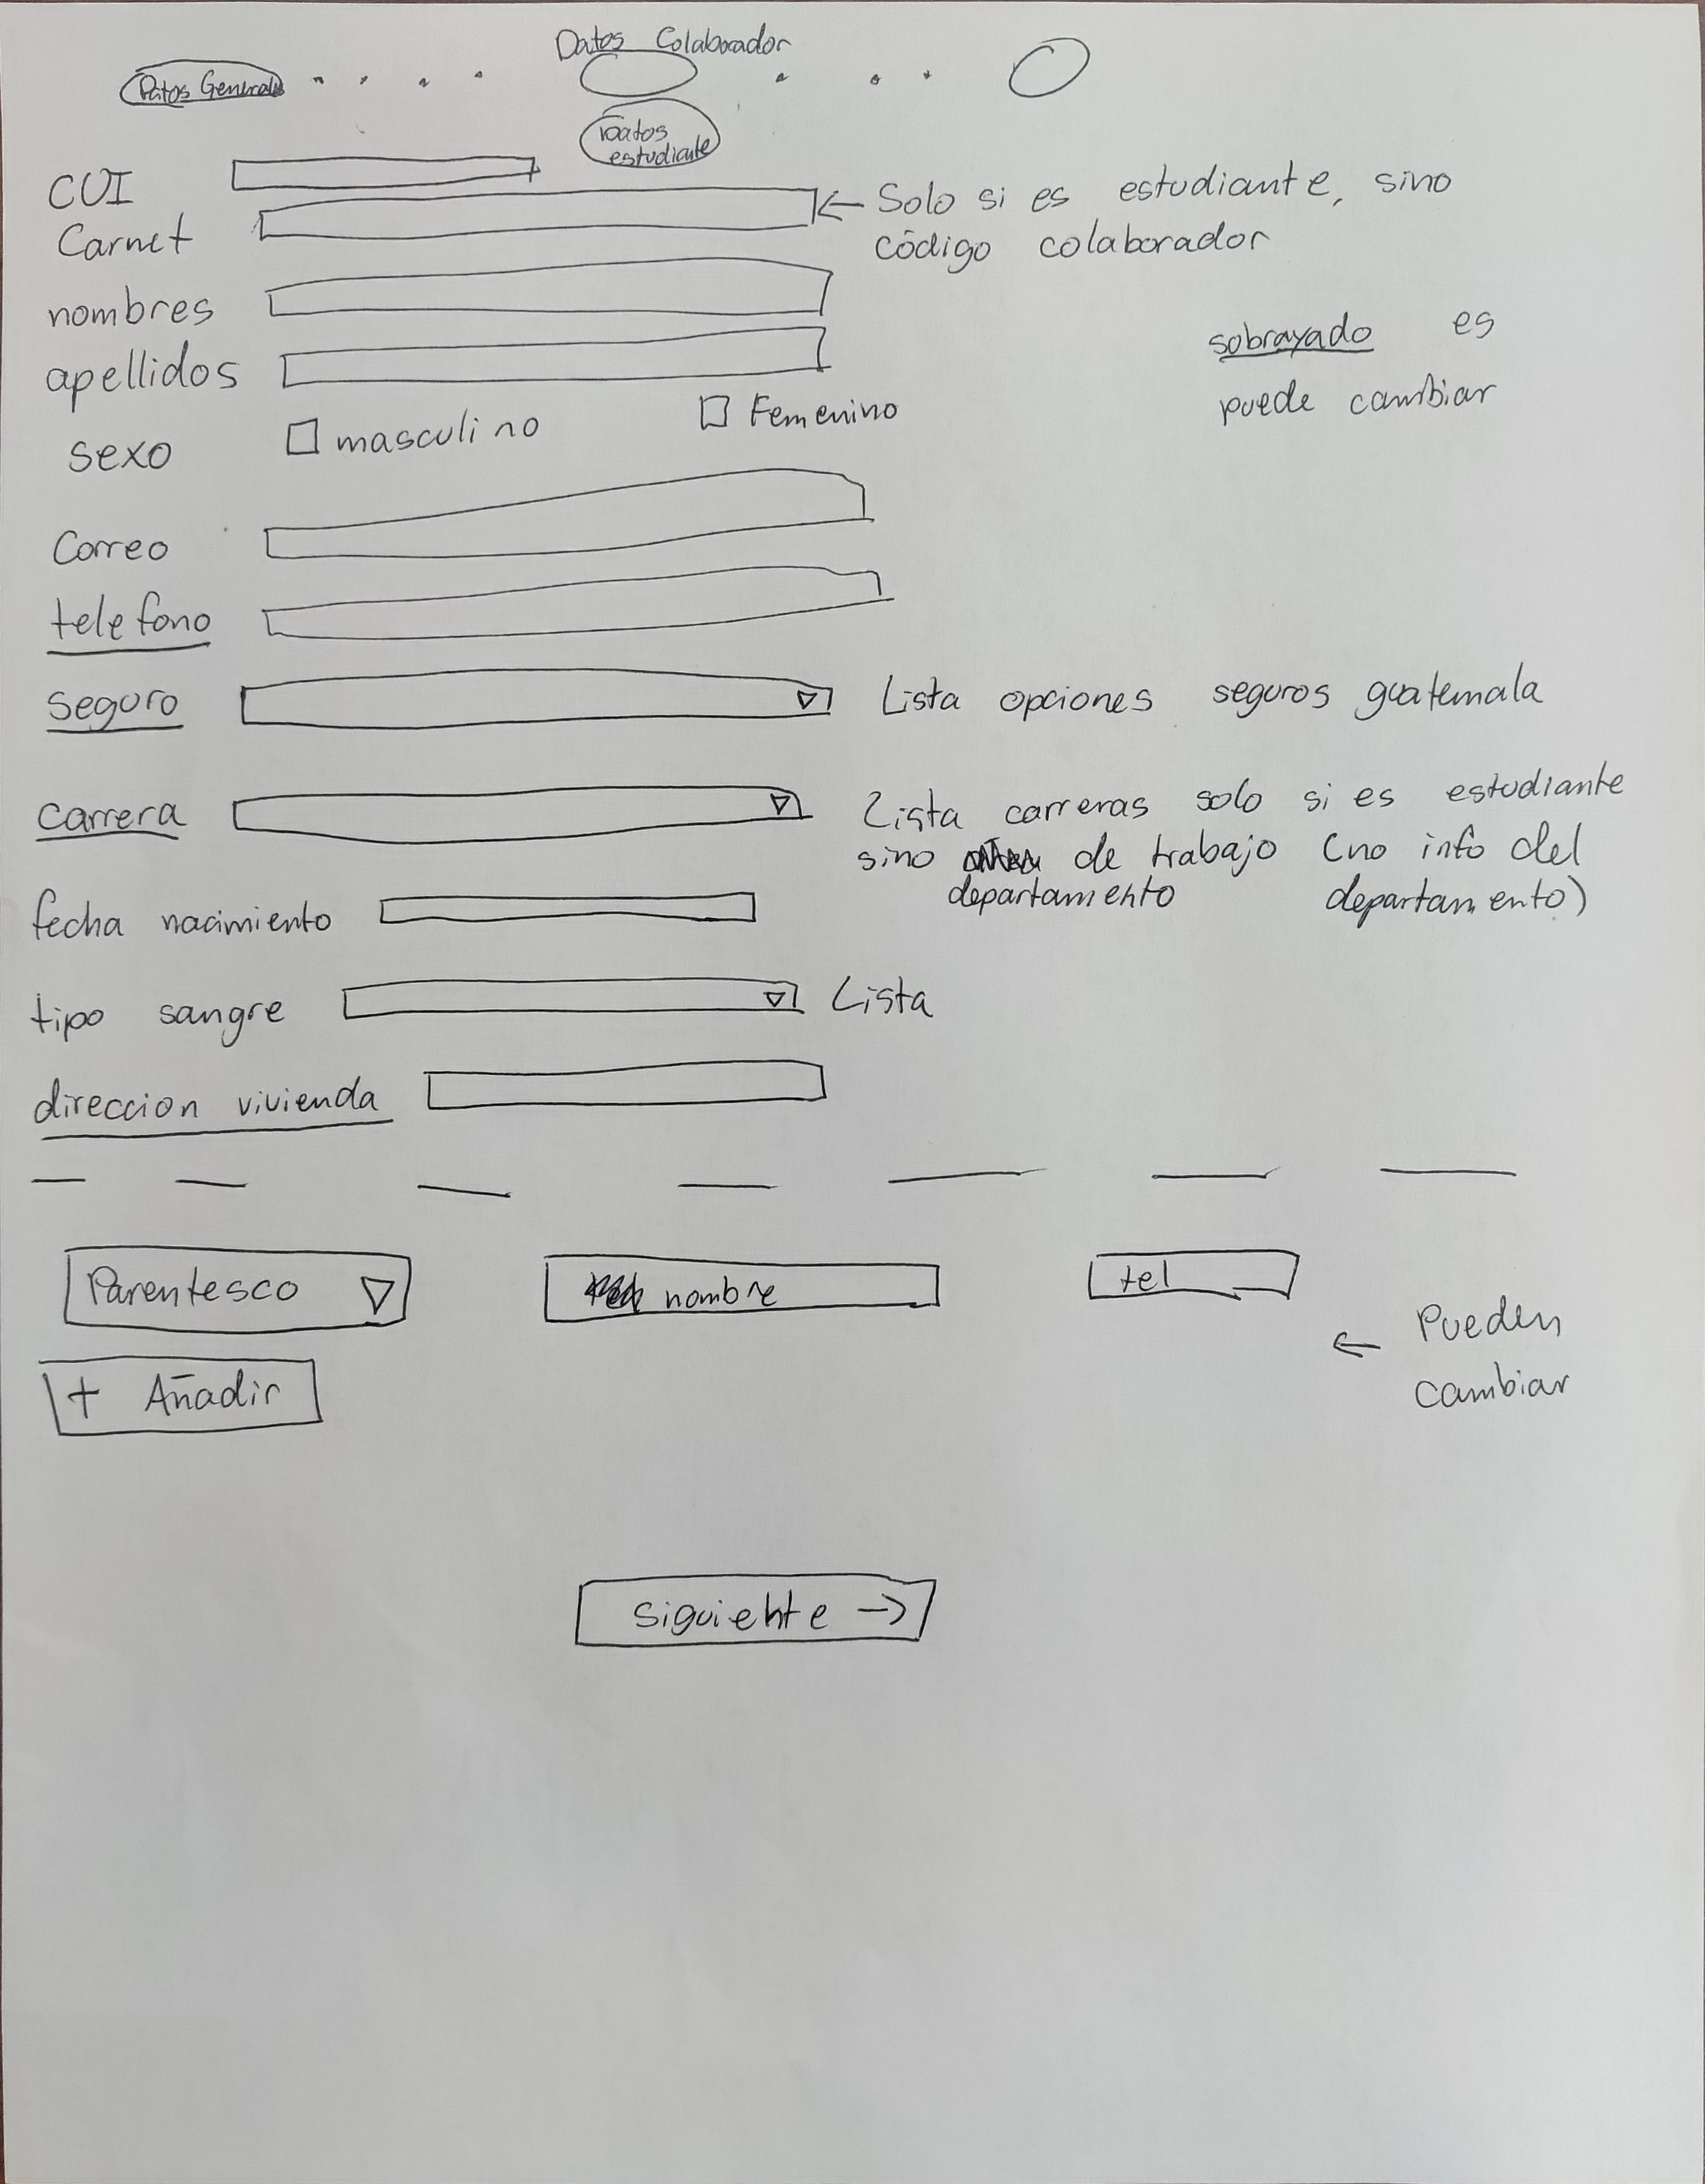 Datos Colaborador
Datos Generales
Datos
estudiante
CUI
Carnet
← Solo si es estudiante, sino
código colaborador
nombres
apellidos
sobrayado es
puede cambiar
sexo □ masculino □ Femenino
Correo
telefono
seguro Lista opciones seguros guatemala
carrera Lista carreras solo si es estudiante
sino de trabajo (no info del
departamento departamento)
fecha nacimiento
tipo sangre Lista
direccion vivienda
Parentesco nombre tel
← Pueden
cambiar
+ Añadir
siguiente →